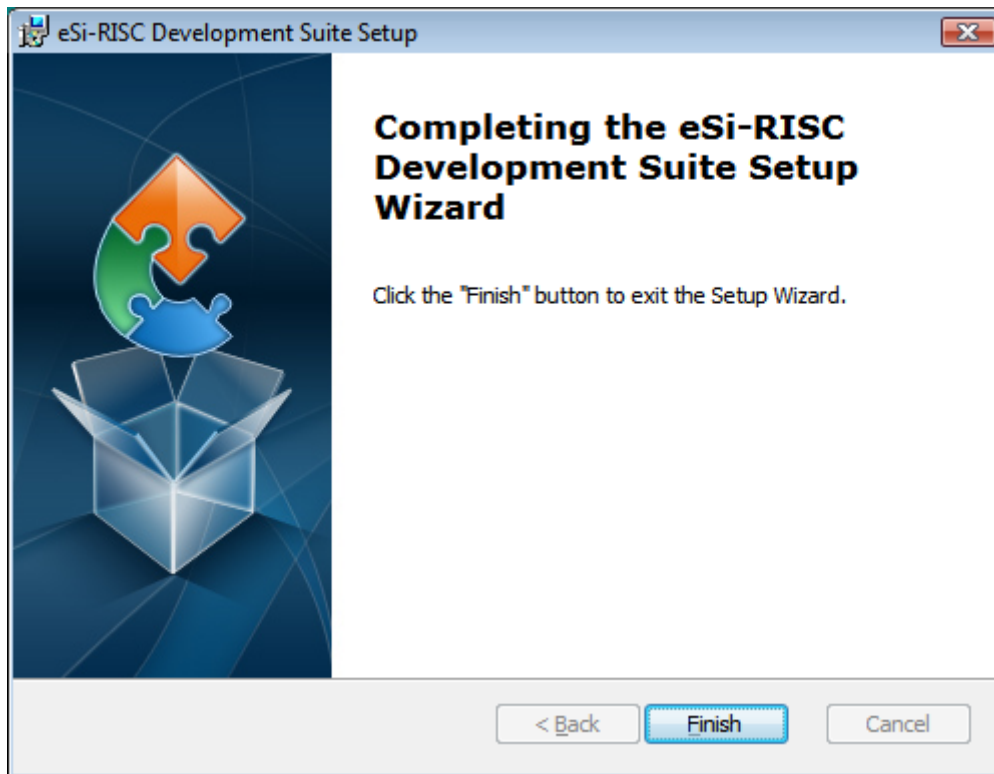 eSi-RISC Development Suite Setup
Completing the eSi-RISC
Development Suite Setup
Wizard
Click the "Finish" button to exit the Setup Wizard.
< Back Finish Cancel